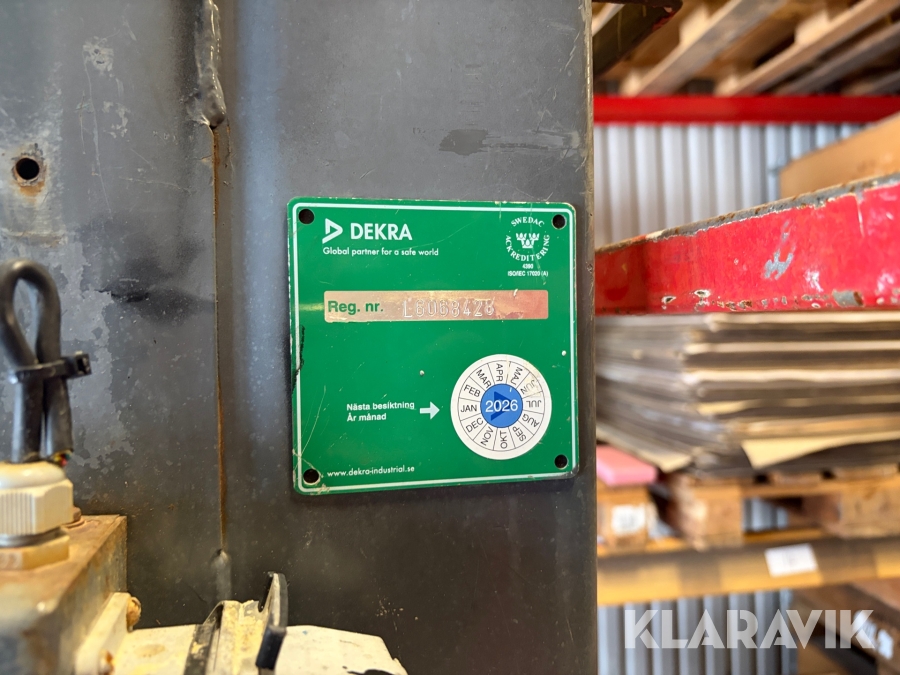 DEKRA
Global partner for a safe world
SWEDAC
ACKREDITERING
4380
ISO/IEC 17020 (A)
Reg. nr.
Nästa besiktning
År månad
JAN FEB MAR APR MAJ JUN JUL AUG SEP OKT NOV DEC
2026
www.dekra-industrial.se
KLARAVIK